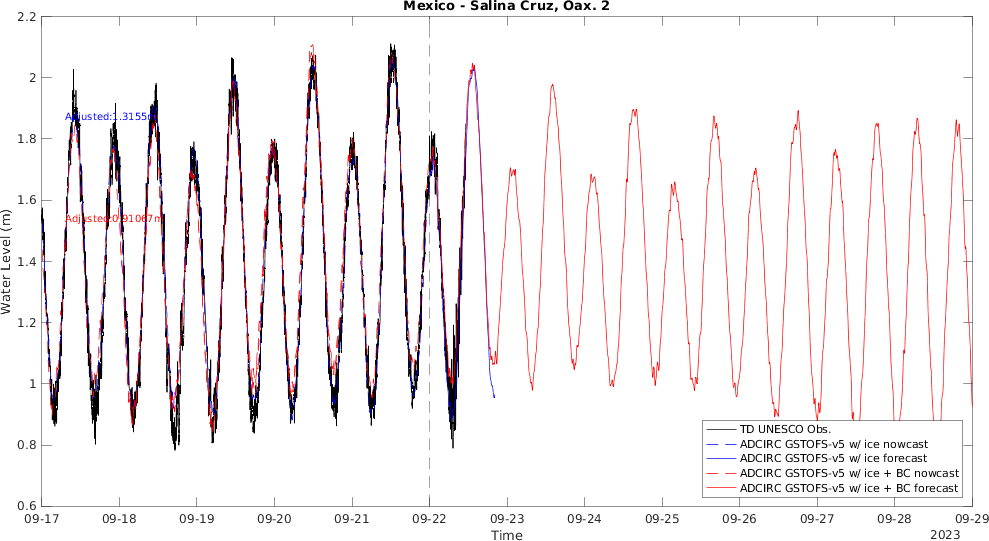 Mexico - Salina Cruz, Oax. 2
2.2
2
1.8
1.6
1.4
1.2
1
0.8
0.6
Water Level (m)
Adjusted:1.3155m
Adjusted:0.91067m
TD UNESCO Obs.
ADCIRC GSTOFS-v5 w/ ice nowcast
ADCIRC GSTOFS-v5 w/ ice forecast
ADCIRC GSTOFS-v5 w/ ice + BC nowcast
ADCIRC GSTOFS-v5 w/ ice + BC forecast
09-17 09-18 09-19 09-20 09-21 09-22 09-23 09-24 09-25 09-26 09-27 09-28 09-29
Time
2023